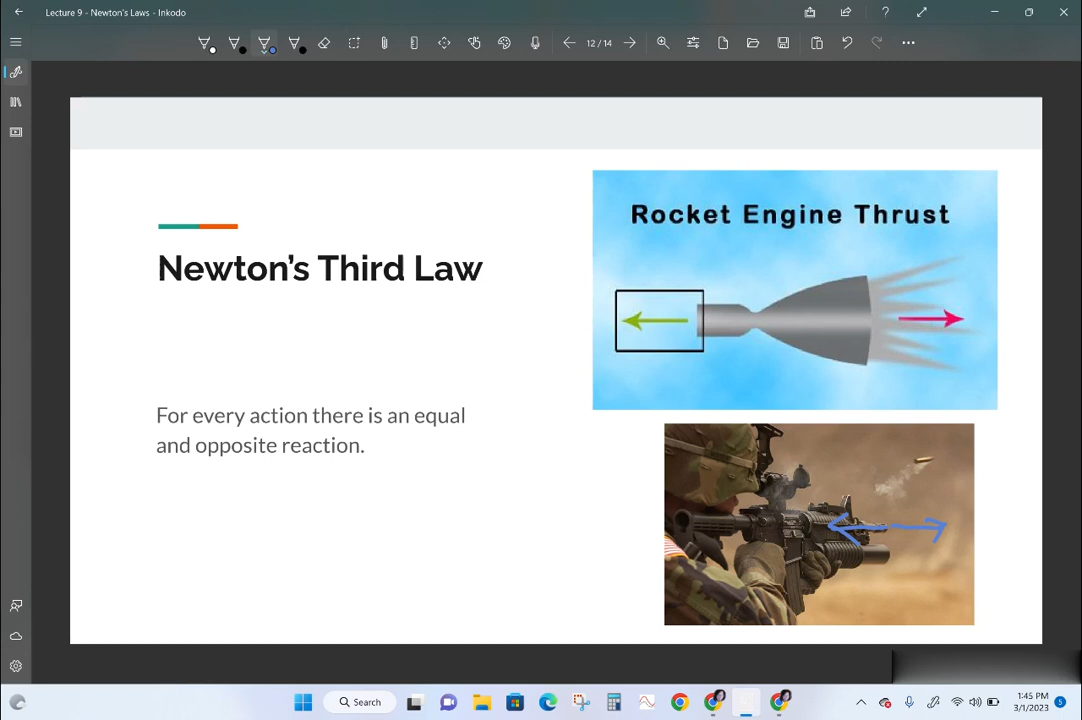 Lecture 9 - Newton's Laws - Inkodo
12/14
Rocket Engine Thrust
Newton's Third Law
For every action there is an equal
and opposite reaction.
Search
1:45 PM
3/1/2023
5